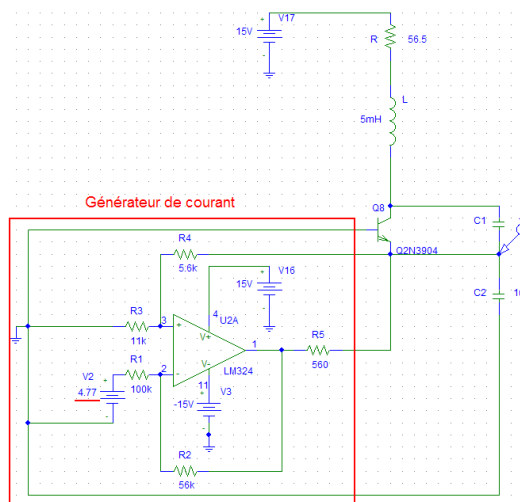 V17
15V
R
56.5
L
5mH
Générateur de courant
Q8
C1
Q2N3904
R4
5.6k
V16
15V
C2
R3
11k
3
4
U2A
V+
+
R5
1
560
R1
100k
2
-
V-
11
LM324
V2
4.77
V3
-15V
R2
56k